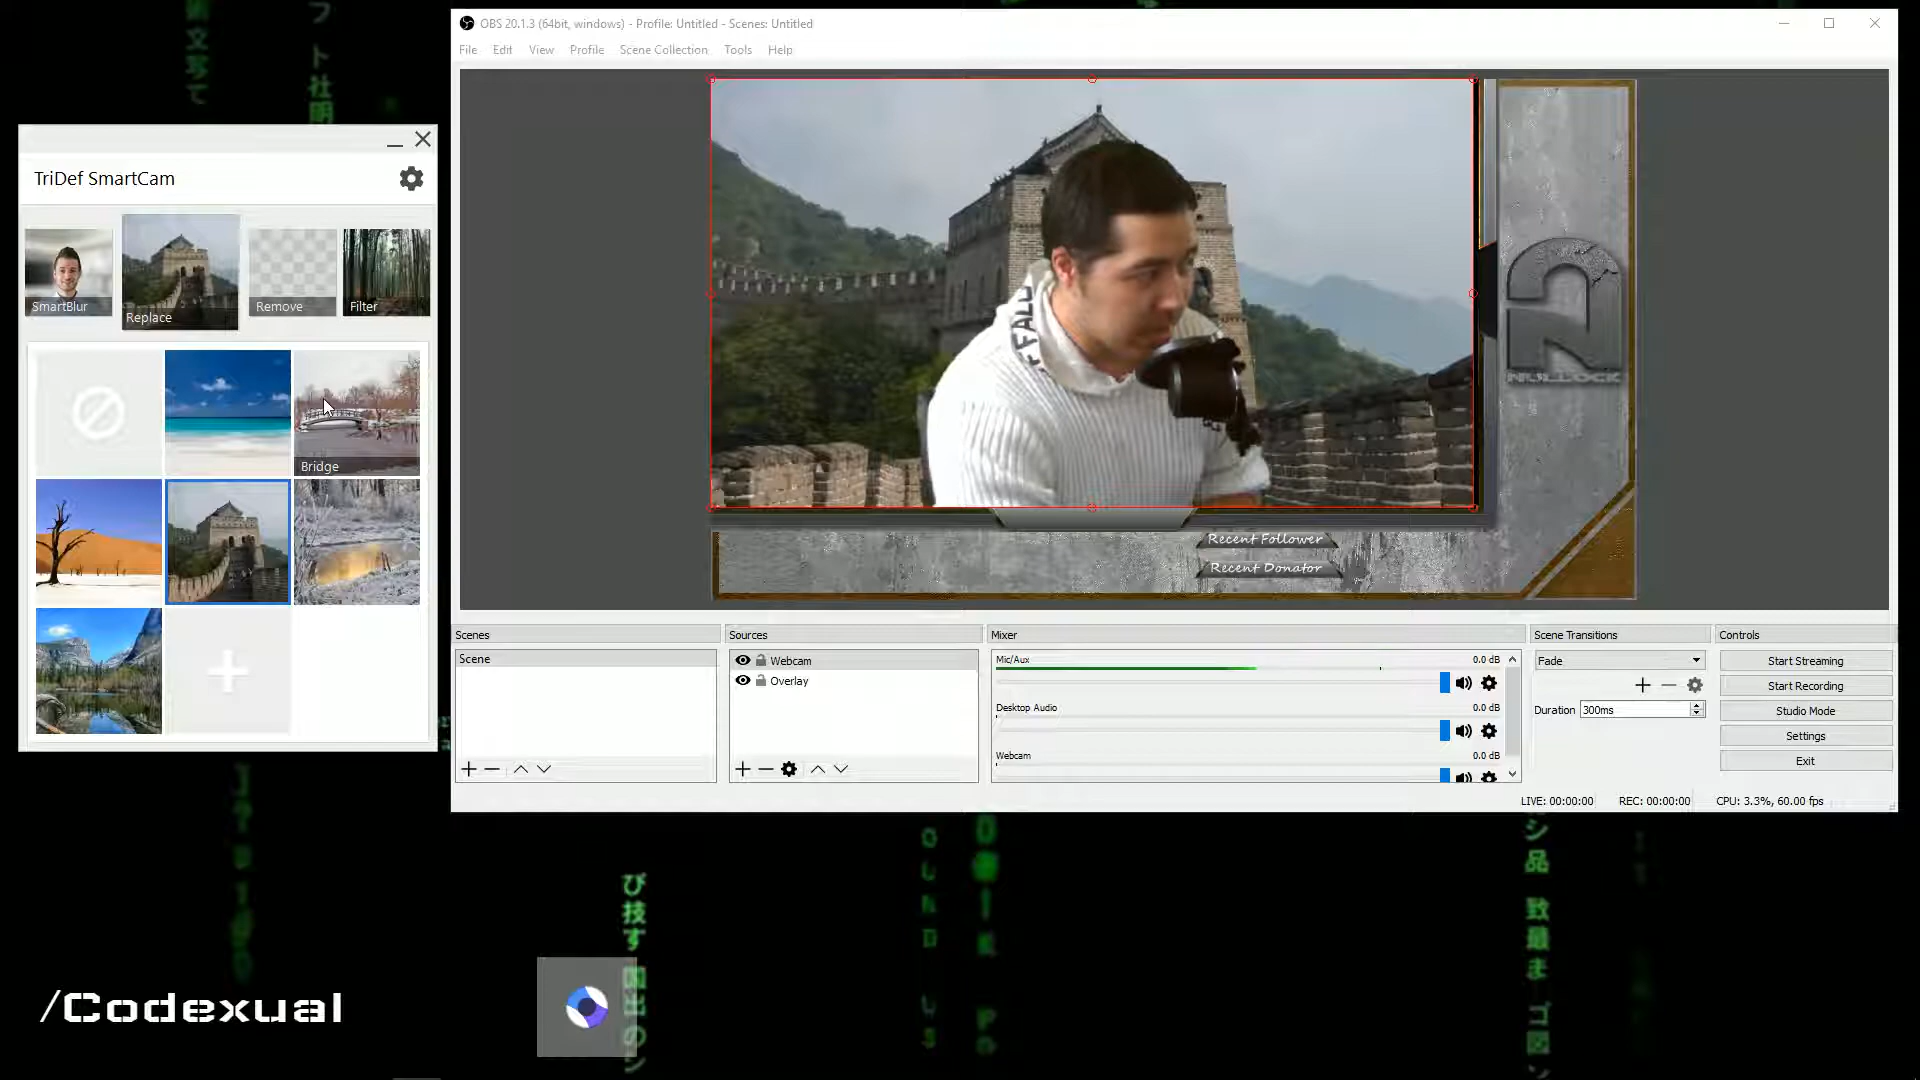 OBS 20.1.3 (64bit, windows) - Profile: Untitled - Scenes: Untitled
File Edit View Profile Scene Collection Tools Help
TriDef SmartCam
SmartBlur
Replace
Remove
Filter
Bridge
FALL
NULLOCK
Recent Follower
Recent Donator
Scenes
Scene
Sources
Webcam
Overlay
Mixer
Mic/Aux 0.0 dB
Desktop Audio 0.0 dB
Webcam 0.0 dB
Scene Transitions
Fade
Duration 300ms
Controls
Start Streaming
Start Recording
Studio Mode
Settings
Exit
LIVE: 00:00:00 REC: 00:00:00 CPU: 3.3%, 60.00 fps
/Codexual